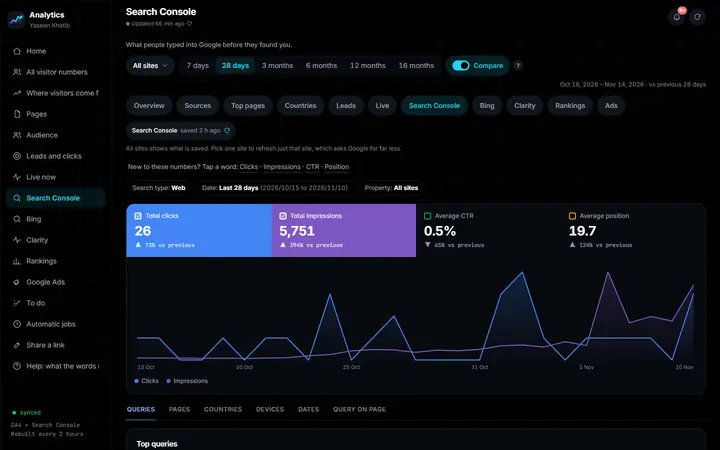 Analytics
Yaseen Khatib
Home
All visitor numbers
Where visitors come f
Pages
Audience
Leads and clicks
Live now
Search Console
Bing
Clarity
Rankings
Google Ads
To do
Automatic jobs
Share a link
Help: what the words
synced
GA4 + Search Console
Rebuilt every 2 hours
Search Console
Updated 66 min ago
9+
What people typed into Google before they found you.
All sites 7 days 28 days 3 months 6 months 12 months 16 months Compare ?
Oct 18, 2026 – Nov 14, 2026 · vs previous 28 days
Overview Sources Top pages Countries Leads Live Search Console Bing Clarity Rankings Ads
Search Console saved 2 h ago
All sites shows what is saved. Pick one site to refresh just that site, which asks Google for far less.
New to these numbers? Tap a word: Clicks · Impressions · CTR · Position
Search type: Web Date: Last 28 days (2026/10/15 to 2026/11/10) Property: All sites
Total clicks Total impressions Average CTR Average position
26 5,751 0.5% 19.7
▲ 73% vs previous ▲ 394% vs previous ▼ 65% vs previous ▲ 124% vs previous
15 Oct 20 Oct 25 Oct 31 Oct 5 Nov 10 Nov
Clicks Impressions
QUERIES PAGES COUNTRIES DEVICES DATES QUERY ON PAGE
Top queries